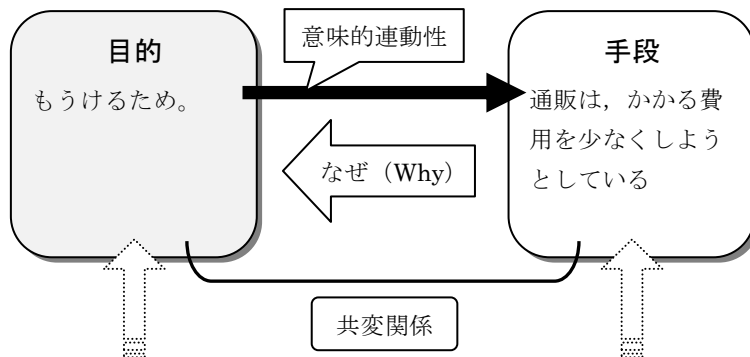 意味的連動性
目的
手段
もうけるため。
通販は，かかる費
用を少なくしよう
としている
なぜ（Why）
共変関係